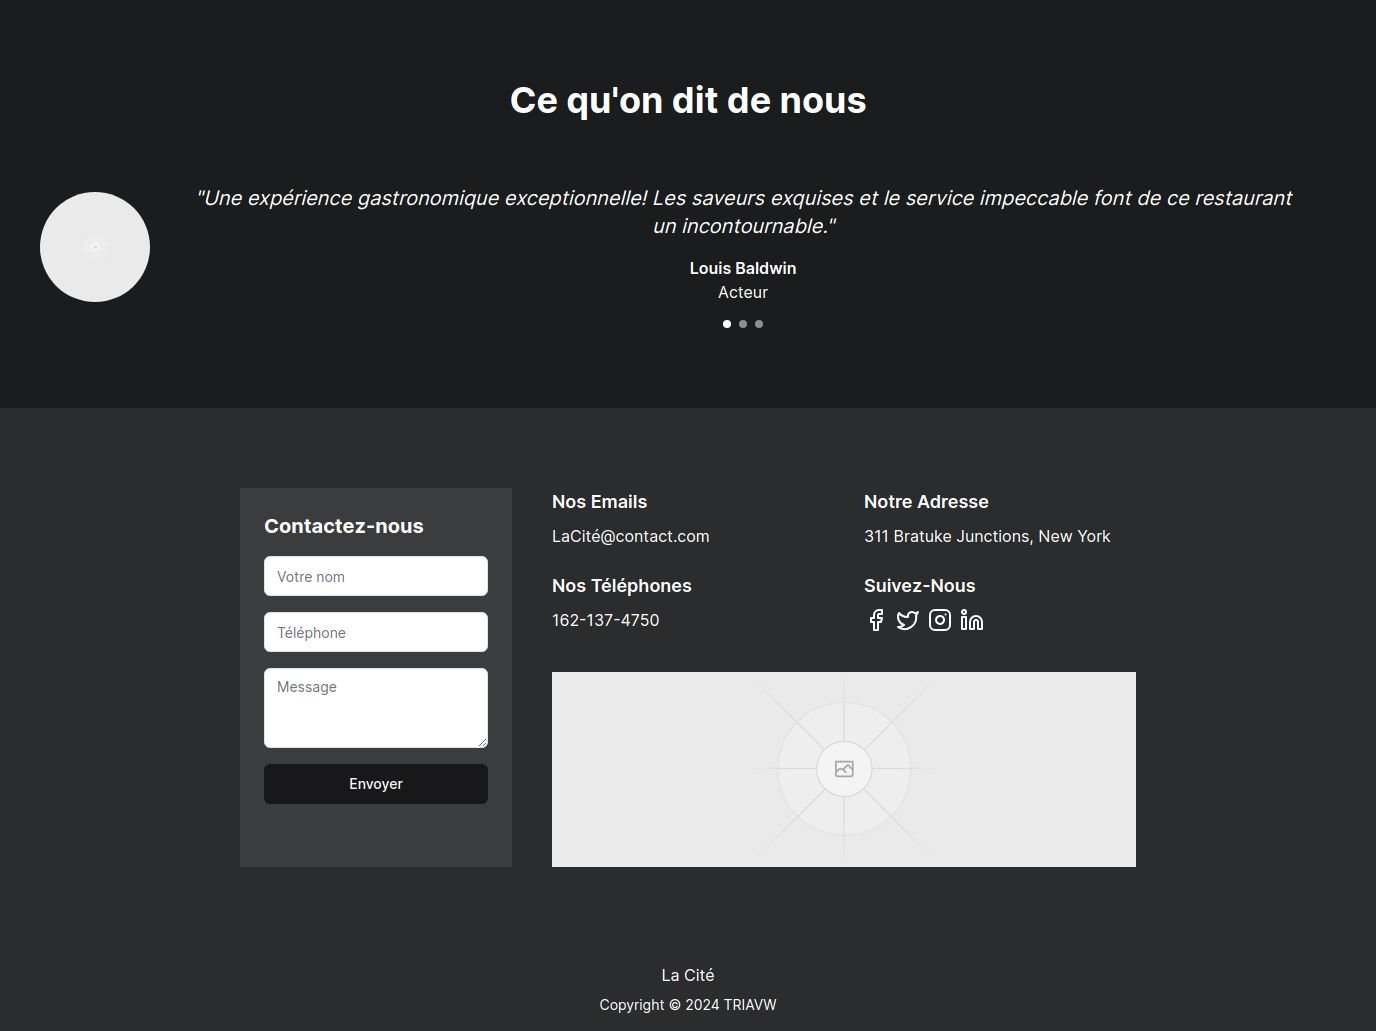 Ce qu'on dit de nous
"Une expérience gastronomique exceptionnelle! Les saveurs exquises et le service impeccable font de ce restaurant
un incontournable."
Louis Baldwin
Acteur
Contactez-nous
Votre nom
Téléphone
Message
Envoyer
Nos Emails
LaCité@contact.com
Nos Téléphones
162-137-4750
Notre Adresse
311 Bratuke Junctions, New York
Suivez-Nous
La Cité
Copyright © 2024 TRIAVW